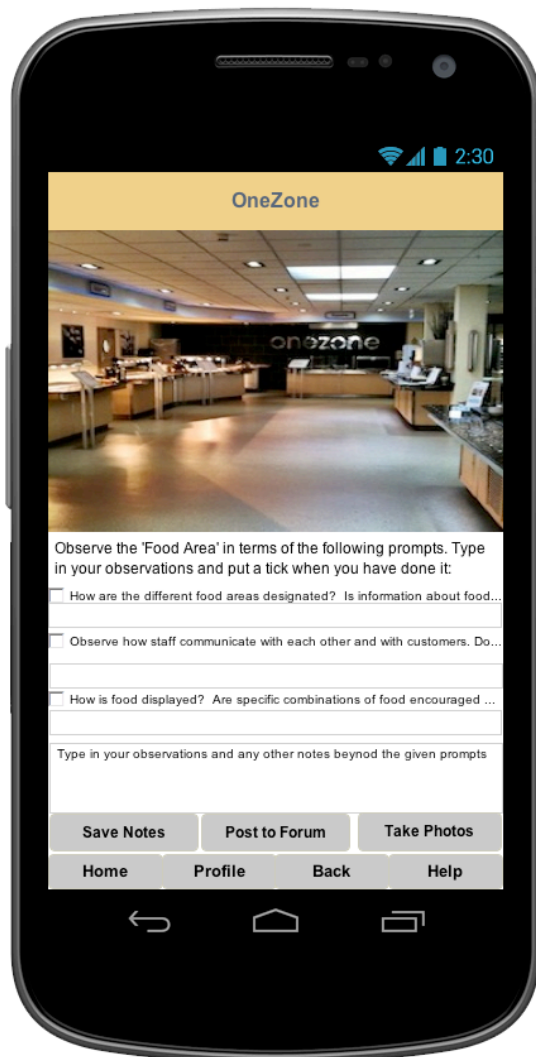 2:30
OneZone
onezone
Observe the 'Food Area' in terms of the following prompts. Type
in your observations and put a tick when you have done it:
How are the different food areas designated? Is information about food...
Observe how staff communicate with each other and with customers. Do...
How is food displayed? Are specific combinations of food encouraged ...
Type in your observations and any other notes beynod the given prompts
Save Notes Post to Forum Take Photos
Home Profile Back Help